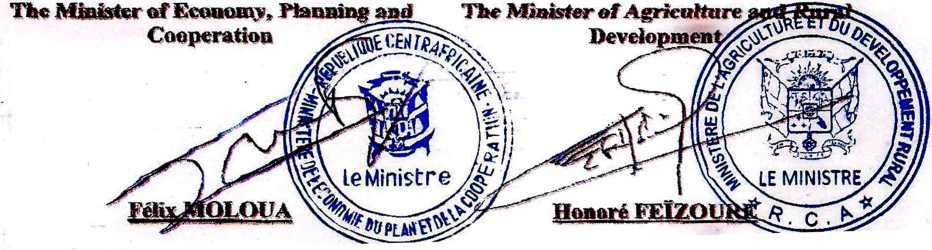 The Minister of Economy, Planning and
Cooperation
The Minister of Agriculture and Rural
Development
REPUBLIQUE CENTRAFRICAINE
MINISTÈRE DE L'ECONOMIE DU PLAN ET DE LA COOPERATION
Le Ministre
MINISTERE DE L'AGRICULTURE ET DU DEVELOPPEMENT RURAL
LE MINISTRE
★ R. C. A ★
Félix MOLOUA
Honaré FEÏZOURE